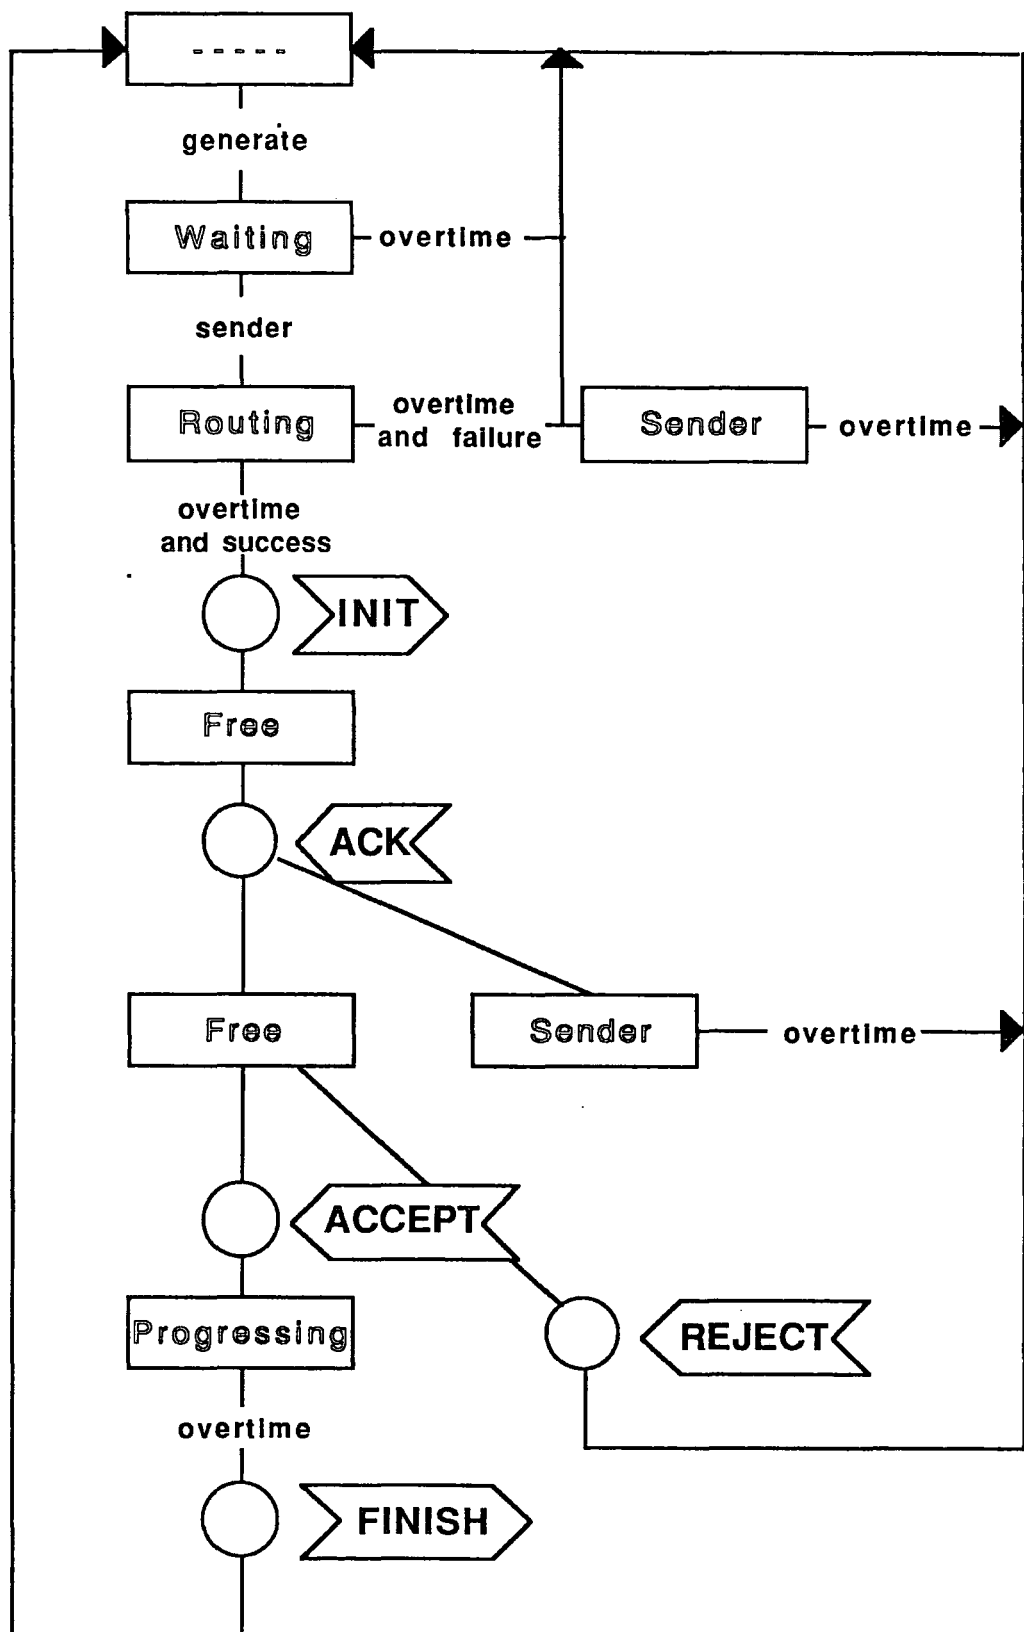 -----
generate
Waiting
overtime
sender
Routing
overtime
and failure
Sender
overtime
overtime
and success
INIT
Free
ACK
Free
Sender
overtime
ACCEPT
Progressing
REJECT
overtime
FINISH